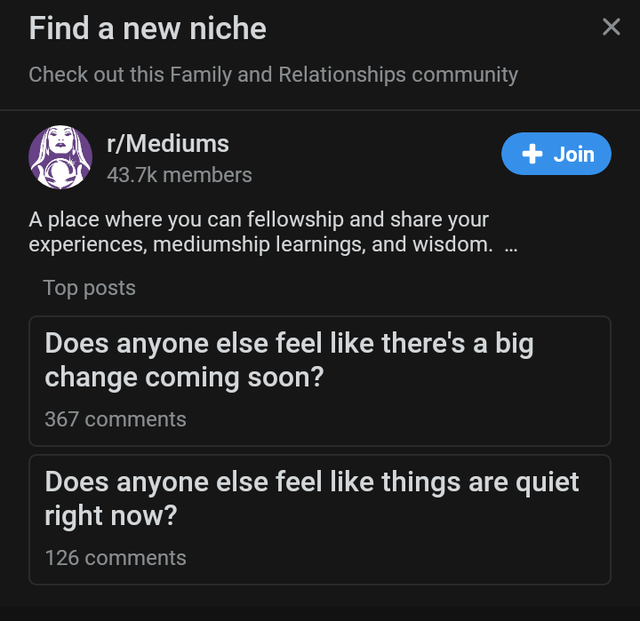 Find a new niche
Check out this Family and Relationships community
r/Mediums
43.7k members
Join
A place where you can fellowship and share your
experiences, mediumship learnings, and wisdom. ...
Top posts
Does anyone else feel like there's a big
change coming soon?
367 comments
Does anyone else feel like things are quiet
right now?
126 comments